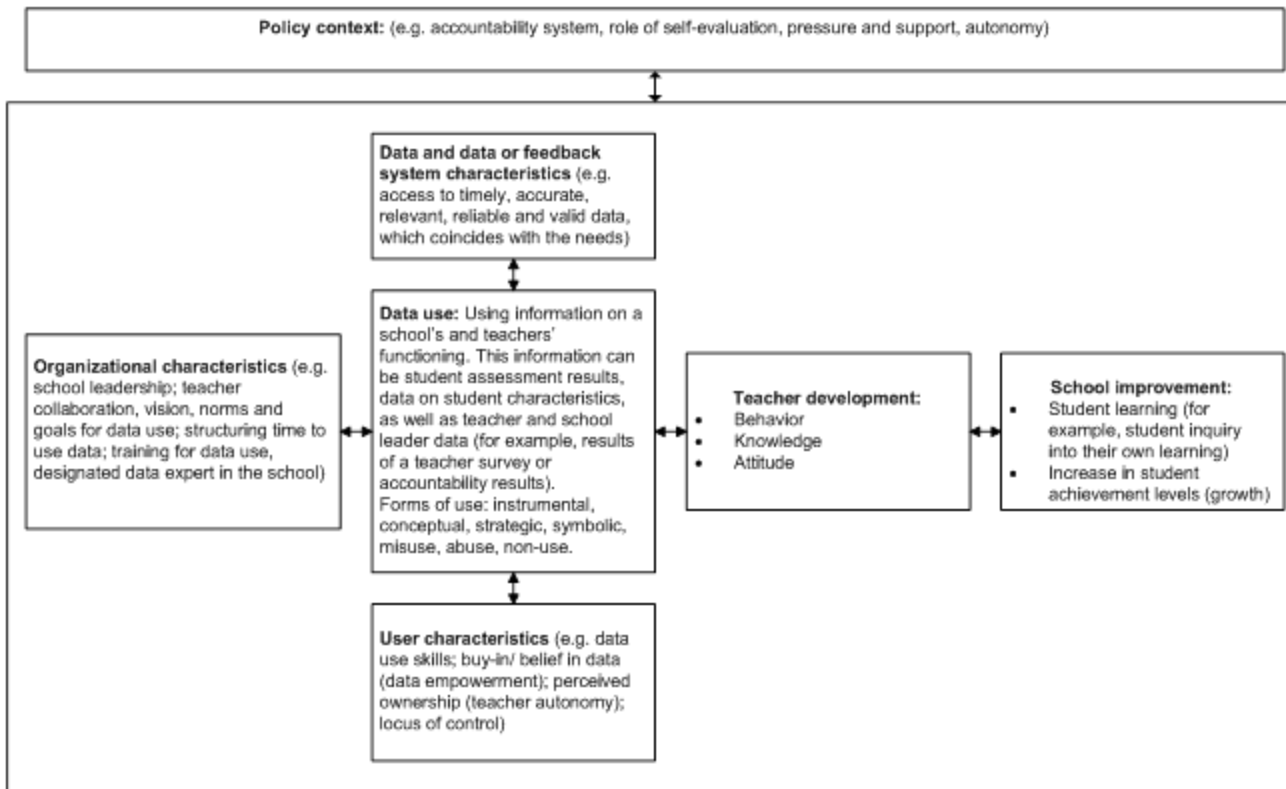 Policy context: (e.g. accountability system, role of self-evaluation, pressure and support, autonomy)
Data and data or feedback
system characteristics (e.g.
access to timely, accurate,
relevant, reliable and valid data,
which coincides with the needs)
Organizational characteristics (e.g.
school leadership; teacher
collaboration, vision, norms and
goals for data use; structuring time to
use data; training for data use,
designated data expert in the school)
Data use: Using information on a
school's and teachers'
functioning. This information can
be student assessment results,
data on student characteristics,
as well as teacher and school
leader data (for example, results
of a teacher survey or
accountability results).
Forms of use: instrumental,
conceptual, strategic, symbolic,
misuse, abuse, non-use.
Teacher development:
• Behavior
• Knowledge
• Attitude
School improvement:
▪ Student learning (for
example, student inquiry
into their own learning)
▪ Increase in student
achievement levels (growth)
User characteristics (e.g. data
use skills; buy-in/ belief in data
(data empowerment); perceived
ownership (teacher autonomy);
locus of control)